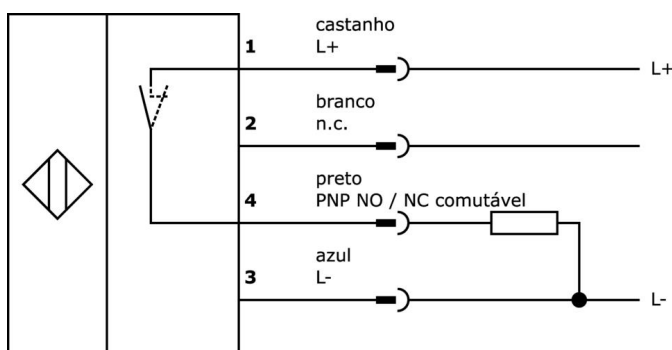 castanho
1 L+ L+
branco
2 n.c.
preto
4 PNP NO / NC comutável
azul
3 L- L-